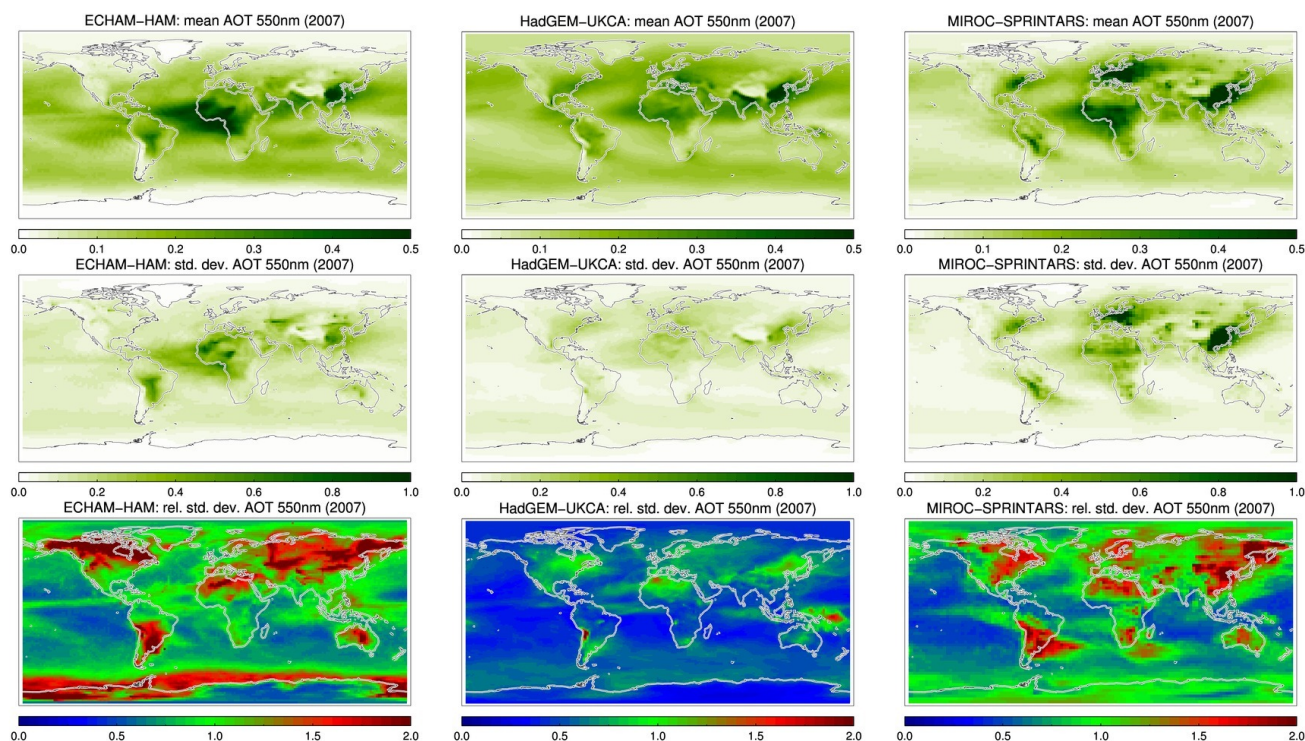 ECHAM-HAM: mean AOT 550nm (2007)
HadGEM-UKCA: mean AOT 550nm (2007)
MIROC-SPRINTARS: mean AOT 550nm (2007)
0.0 0.1 0.2 0.3 0.4 0.5
0.0 0.1 0.2 0.3 0.4 0.5
0.0 0.1 0.2 0.3 0.4 0.5
ECHAM-HAM: std. dev. AOT 550nm (2007)
HadGEM-UKCA: std. dev. AOT 550nm (2007)
MIROC-SPRINTARS: std. dev. AOT 550nm (2007)
0.0 0.2 0.4 0.6 0.8 1.0
0.0 0.2 0.4 0.6 0.8 1.0
0.0 0.2 0.4 0.6 0.8 1.0
ECHAM-HAM: rel. std. dev. AOT 550nm (2007)
HadGEM-UKCA: rel. std. dev. AOT 550nm (2007)
MIROC-SPRINTARS: rel. std. dev. AOT 550nm (2007)
0.0 0.5 1.0 1.5 2.0
0.0 0.5 1.0 1.5 2.0
0.0 0.5 1.0 1.5 2.0